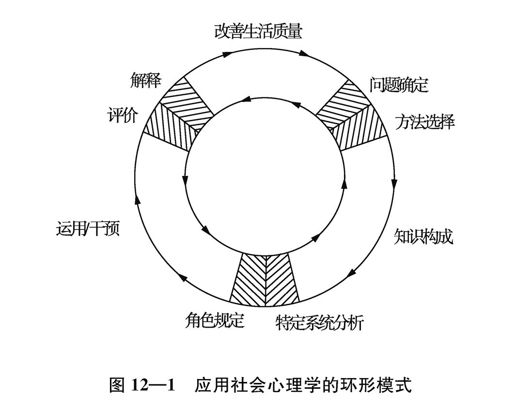 改善生活质量
解释
问题确定
评价
方法选择
运用/干预
知识构成
角色规定
特定系统分析
图 12—1 应用社会心理学的环形模式